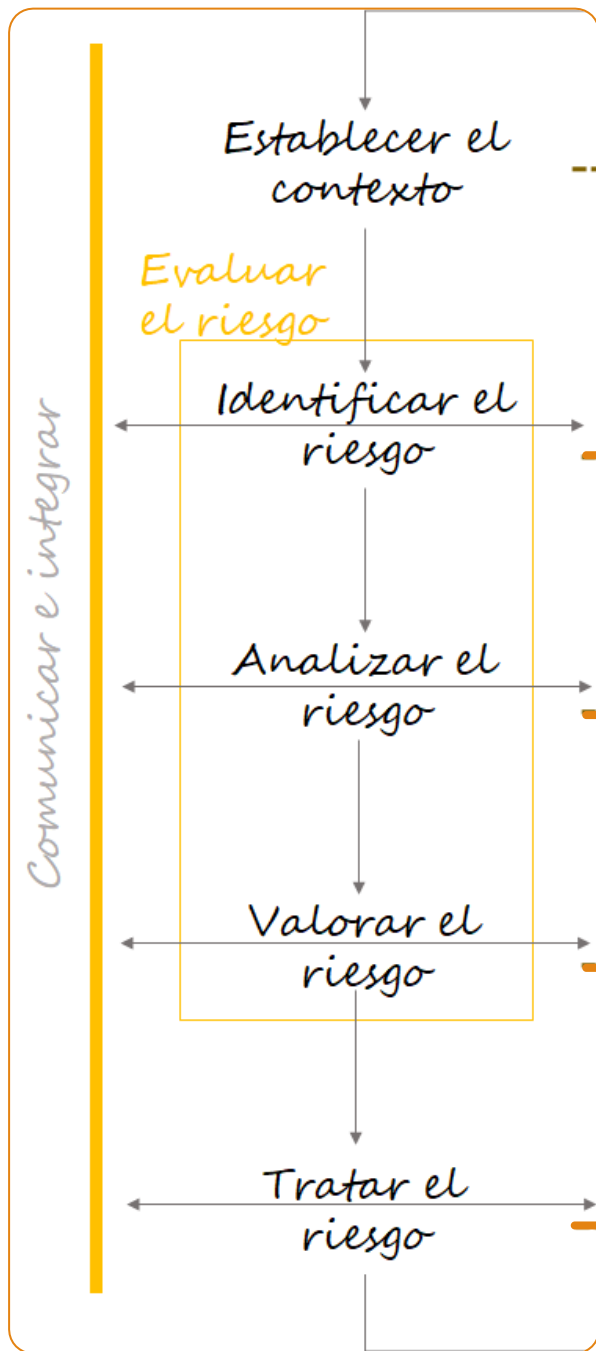 Establecer el
contexto
Evaluar
el riesgo
Identificar el
riesgo
Analizar el
riesgo
Valorar el
riesgo
Tratar el
riesgo
Comunicar e integrar